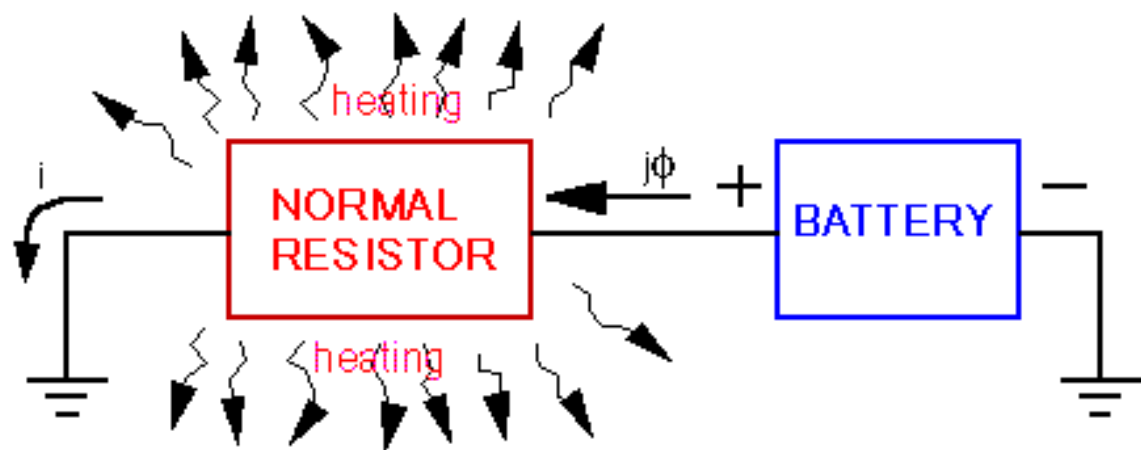 heating
i
jϕ
+
−
NORMAL
RESISTOR
BATTERY
heating